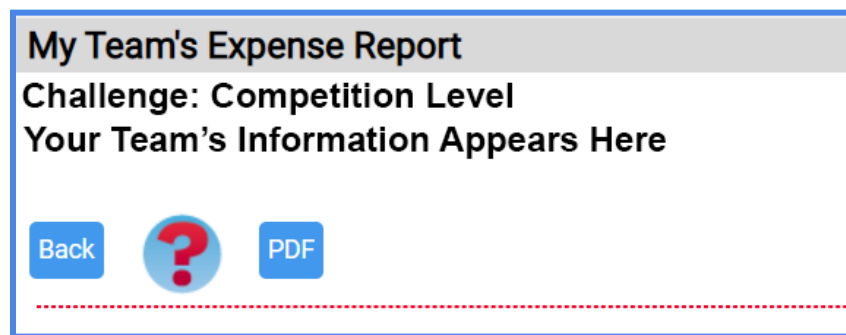 My Team's Expense Report
Challenge: Competition Level
Your Team’s Information Appears Here
Back ? PDF